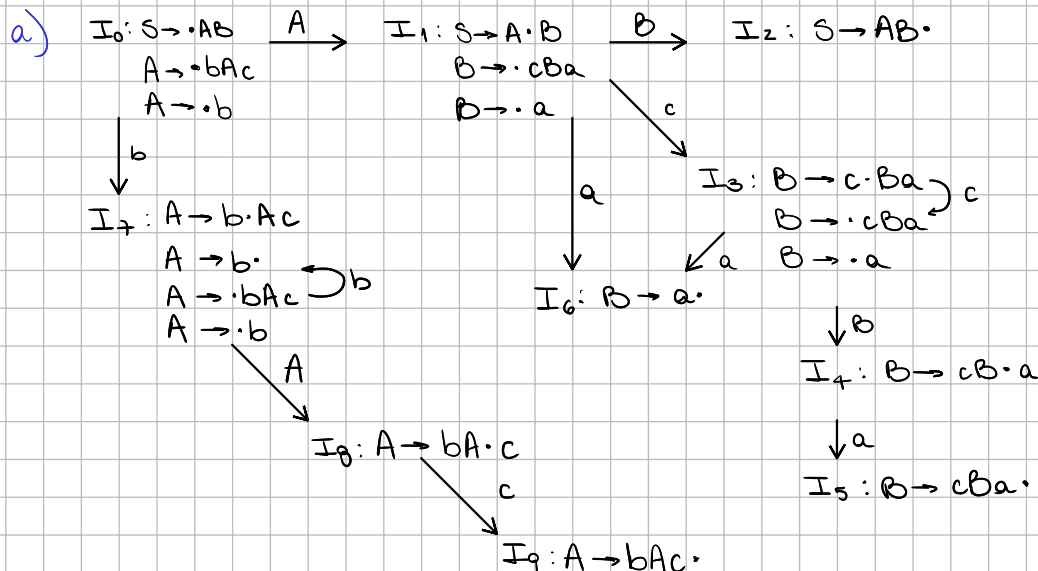 a) I₀: S→·AB A I₁: S→A·B B I₂: S→AB·
A→·bAc B→·cBa
A→·b B→·a
b c
I₃: B→c·Ba c
I₇: A→b·Ac a B→·cBa
A→b· a B→·a
A→·bAc b I₆: B→a·
A→·b B
A I₄: B→cB·a
I₈: A→bA·c a
c I₅: B→cBa·
I₉: A→bAc·